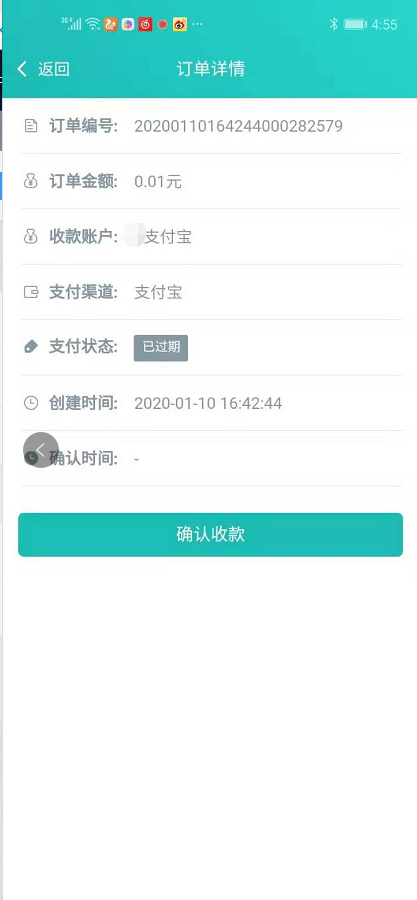 3G 4:55
返回 订单详情
订单编号: 20200110164244000282579
订单金额: 0.01元
收款账户: 支付宝
支付渠道: 支付宝
支付状态: 已过期
创建时间: 2020-01-10 16:42:44
确认时间: -
确认收款